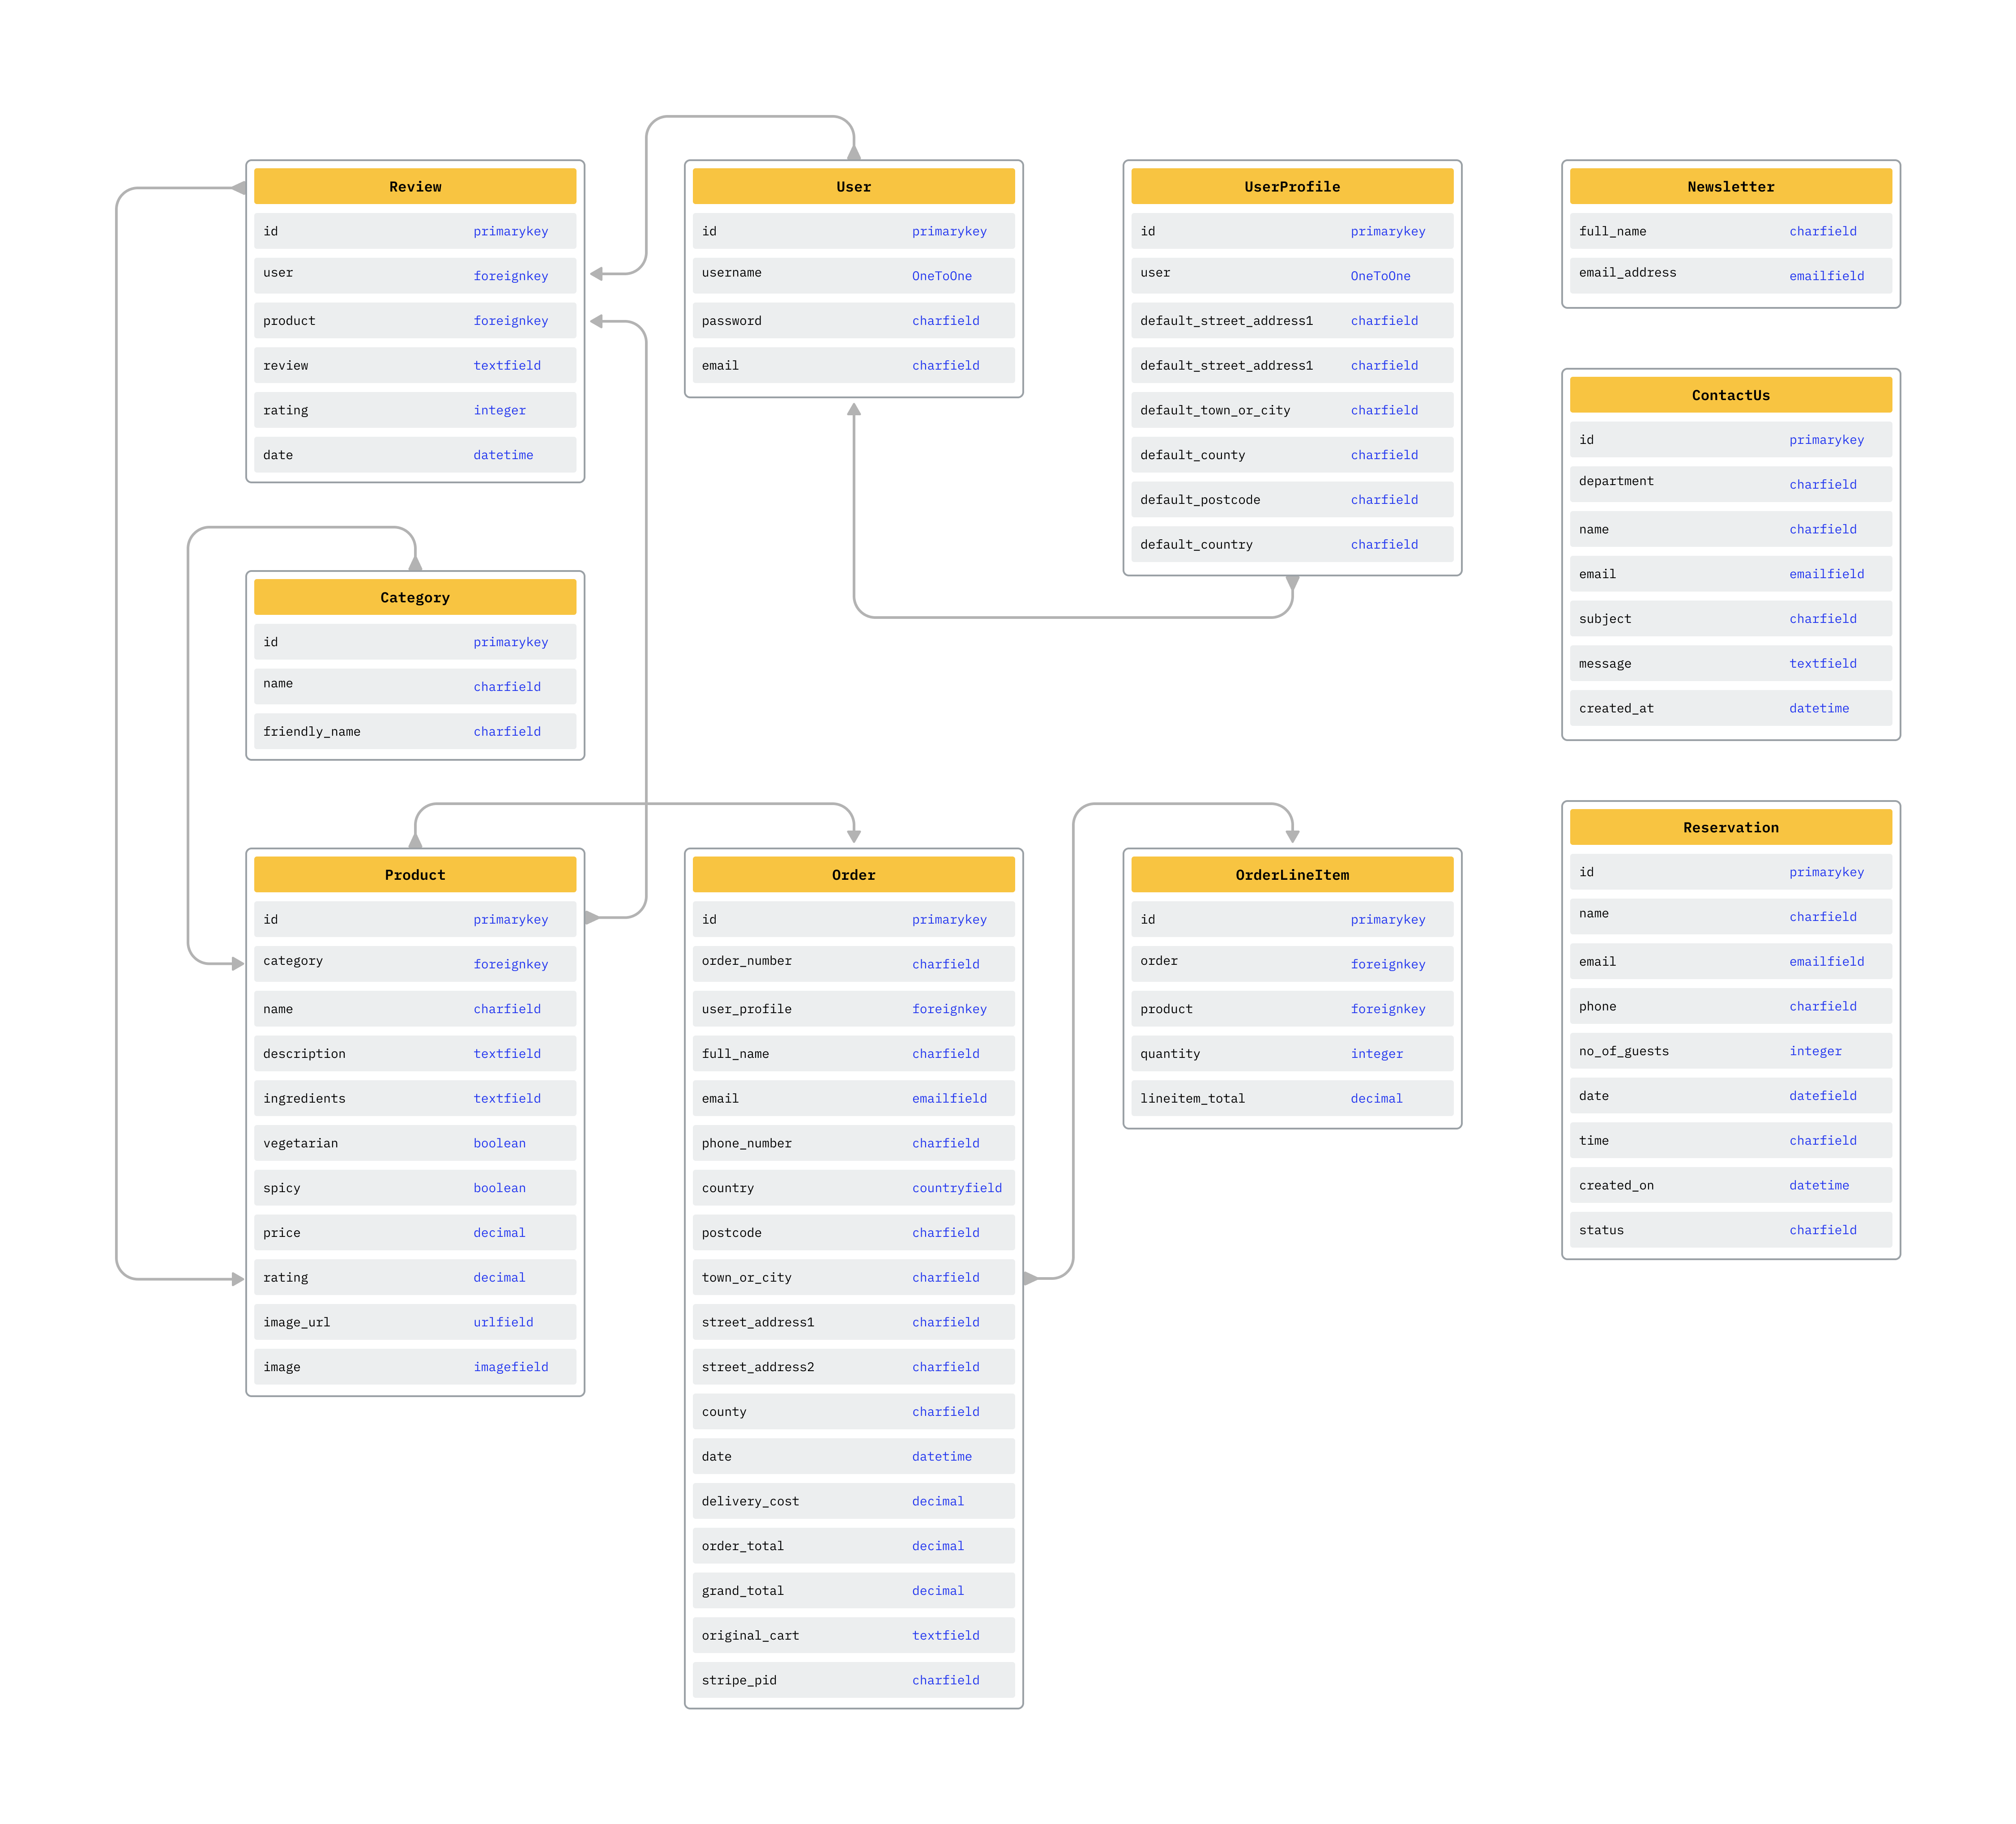 Review
id primarykey
user foreignkey
product foreignkey
review textfield
rating integer
date datetime
User
id primarykey
username OneToOne
password charfield
email charfield
UserProfile
id primarykey
user OneToOne
default_street_address1 charfield
default_street_address1 charfield
default_town_or_city charfield
default_county charfield
default_postcode charfield
default_country charfield
Newsletter
full_name charfield
email_address emailfield
ContactUs
id primarykey
department charfield
name charfield
email emailfield
subject charfield
message textfield
created_at datetime
Category
id primarykey
name charfield
friendly_name charfield
Product
id primarykey
category foreignkey
name charfield
description textfield
ingredients textfield
vegetarian boolean
spicy boolean
price decimal
rating decimal
image_url urlfield
image imagefield
Order
id primarykey
order_number charfield
user_profile foreignkey
full_name charfield
email emailfield
phone_number charfield
country countryfield
postcode charfield
town_or_city charfield
street_address1 charfield
street_address2 charfield
county charfield
date datetime
delivery_cost decimal
order_total decimal
grand_total decimal
original_cart textfield
stripe_pid charfield
OrderLineItem
id primarykey
order foreignkey
product foreignkey
quantity integer
lineitem_total decimal
Reservation
id primarykey
name charfield
email emailfield
phone charfield
no_of_guests integer
date datefield
time charfield
created_on datetime
status charfield